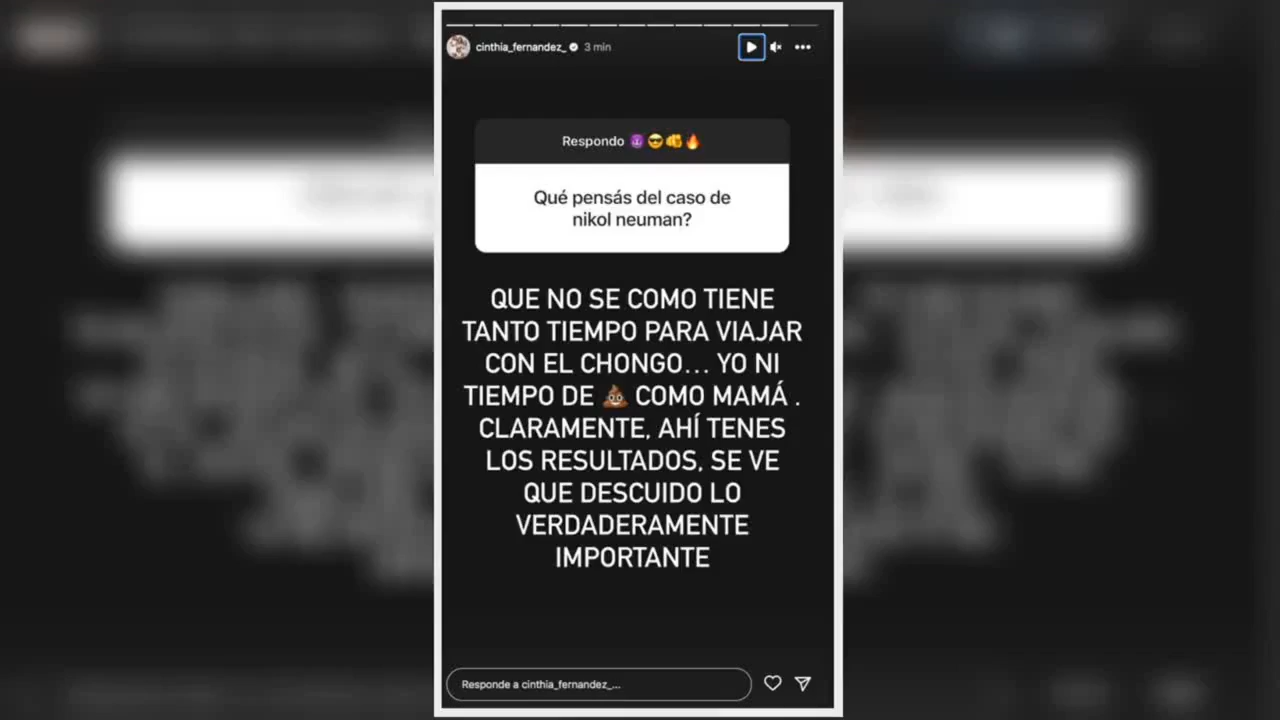 cinthia_fernandez_ 3 min
Respondo 😈😎🫣🔥
Qué pensás del caso de
nikol neuman?
QUE NO SE COMO TIENE
TANTO TIEMPO PARA VIAJAR
CON EL CHONGO... YO NI
TIEMPO DE 💩 COMO MAMÁ .
CLARAMENTE, AHÍ TENES
LOS RESULTADOS, SE VE
QUE DESCUIDO LO
VERDADERAMENTE
IMPORTANTE
Responde a cinthia_fernandez_...